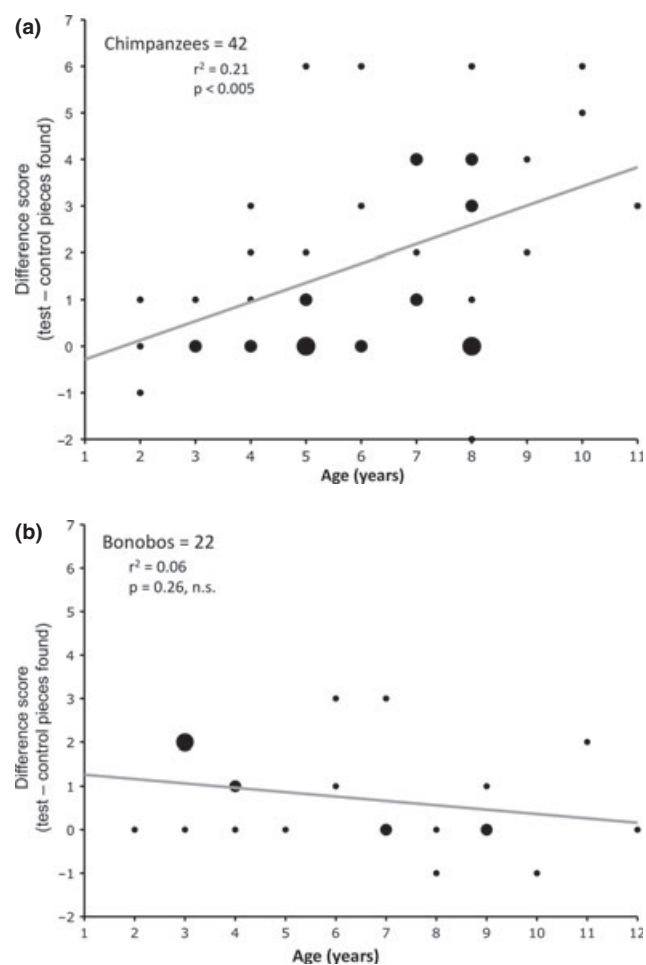 (a)
Chimpanzees = 42
r² = 0.21
p < 0.005
Difference score
(test – control pieces found)
7
6
5
4
3
2
1
0
–1
–2
1 2 3 4 5 6 7 8 9 10 11
Age (years)
(b)
Bonobos = 22
r² = 0.06
p = 0.26, n.s.
Difference score
(test – control pieces found)
7
6
5
4
3
2
1
0
–1
–2
1 2 3 4 5 6 7 8 9 10 11 12
Age (years)